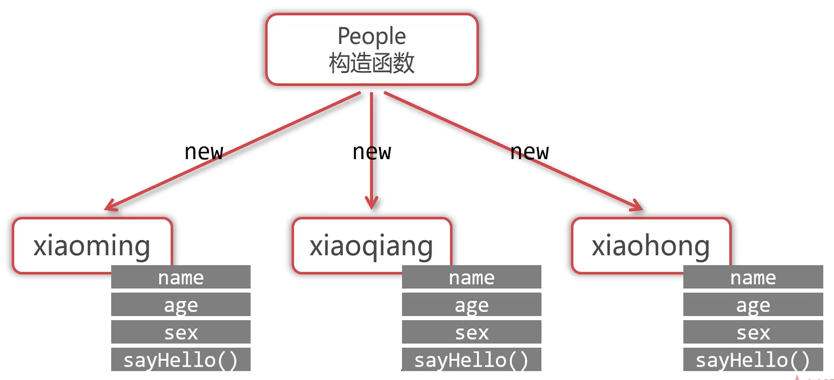 People
构造函数
new new new
xiaoming xiaoqiang xiaohong
name name name
age age age
sex sex sex
sayHello() sayHello() sayHello()